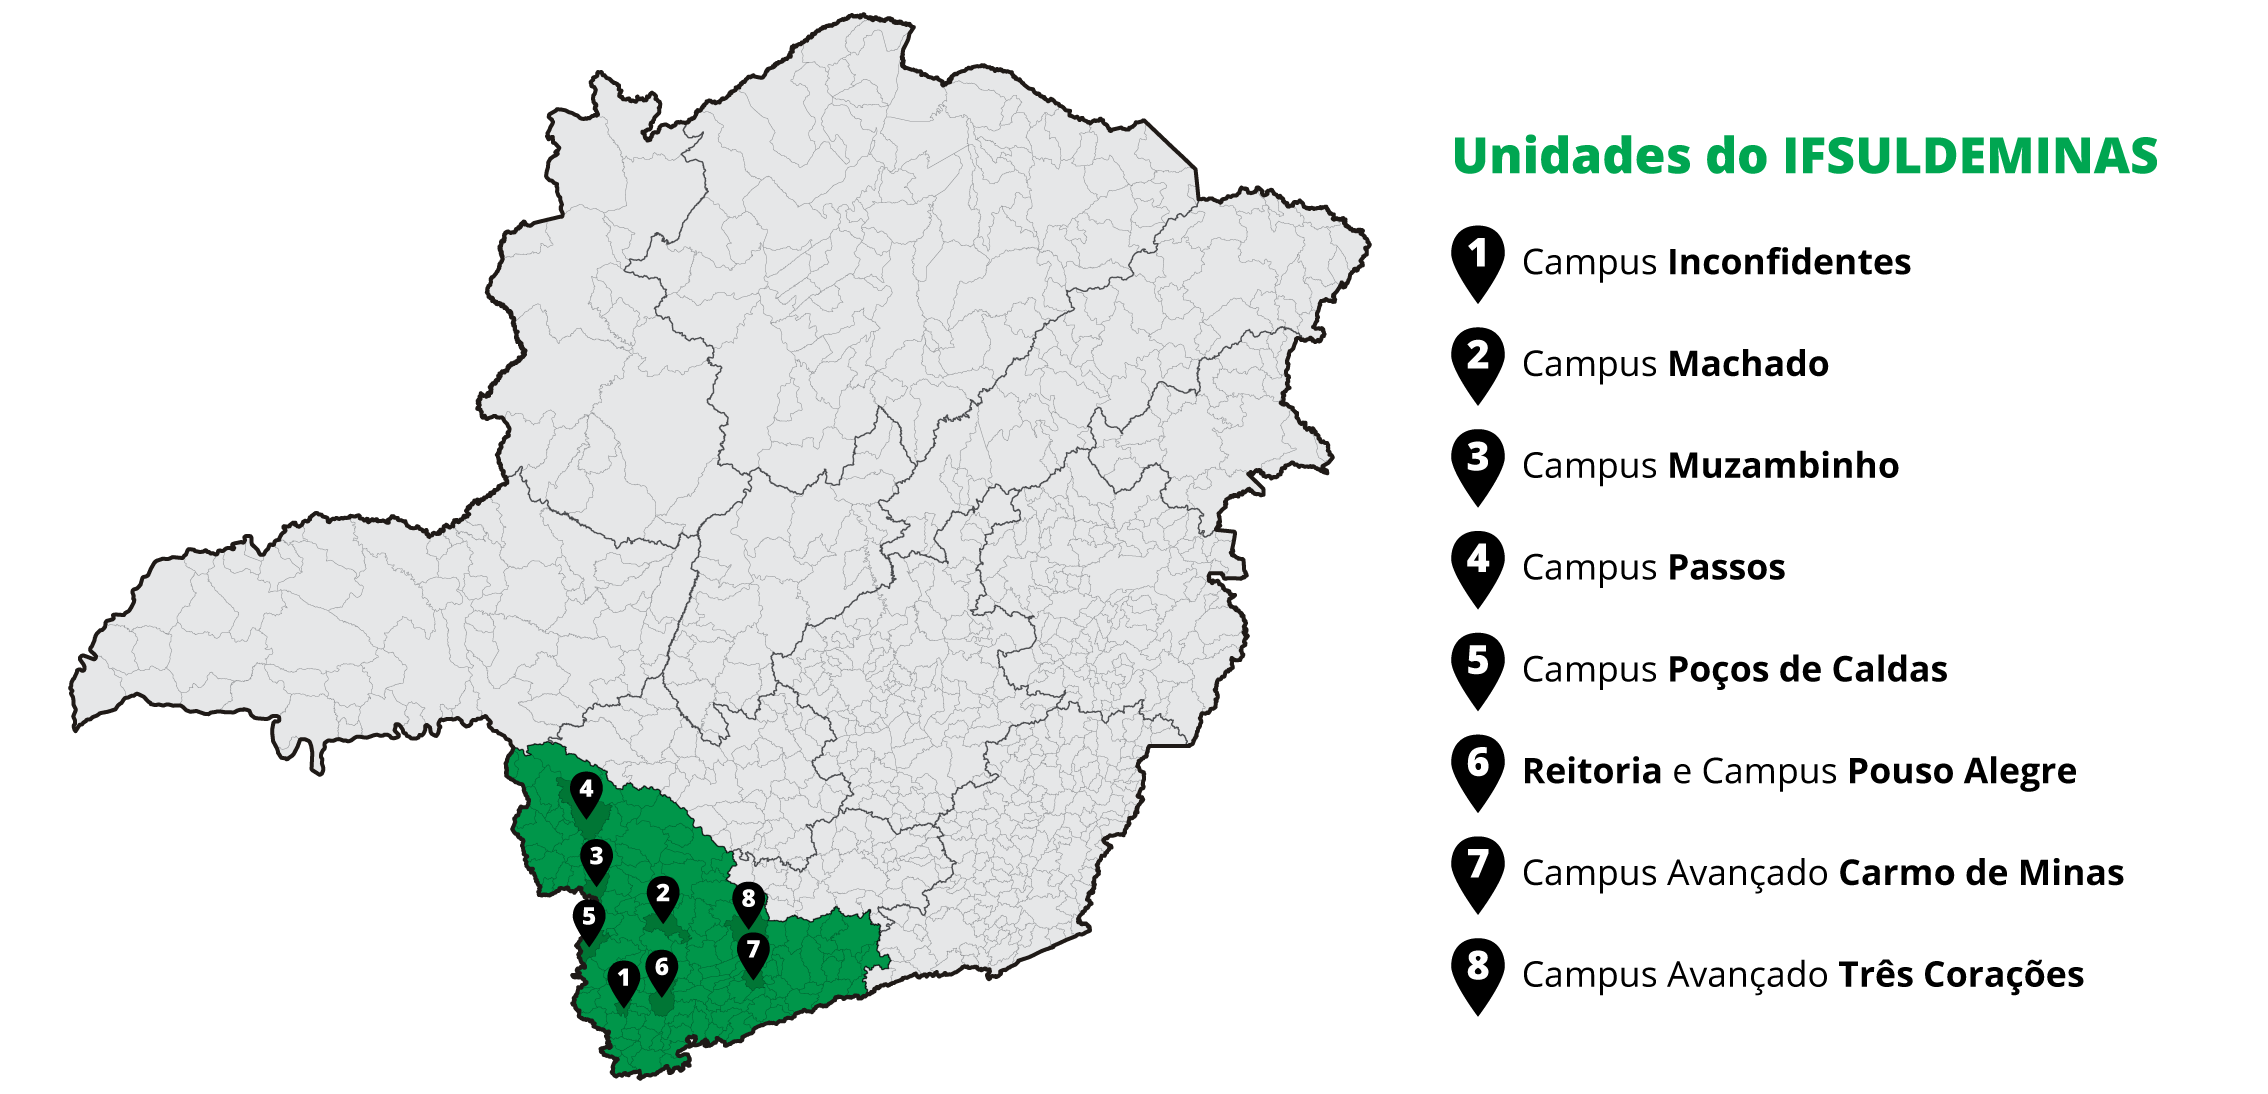 Unidades do IFSULDEMINAS
1 Campus Inconfidentes
2 Campus Machado
3 Campus Muzambinho
4 Campus Passos
5 Campus Poços de Caldas
6 Reitoria e Campus Pouso Alegre
7 Campus Avançado Carmo de Minas
8 Campus Avançado Três Corações
4
3
2
8
5
7
6
1